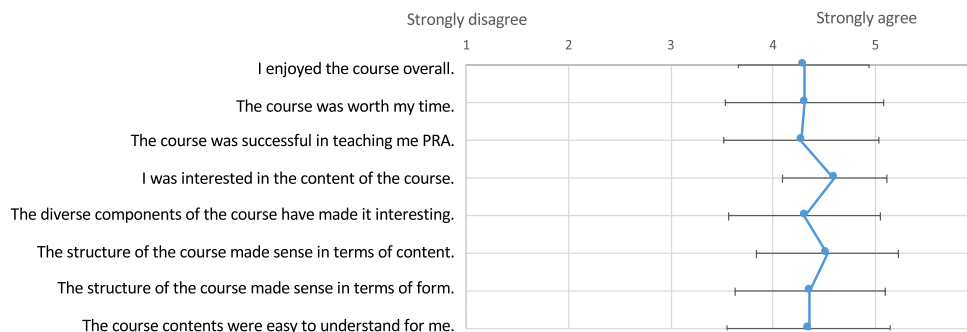 Strongly disagree Strongly agree
1 2 3 4 5
I enjoyed the course overall.
The course was worth my time.
The course was successful in teaching me PRA.
I was interested in the content of the course.
The diverse components of the course have made it interesting.
The structure of the course made sense in terms of content.
The structure of the course made sense in terms of form.
The course contents were easy to understand for me.